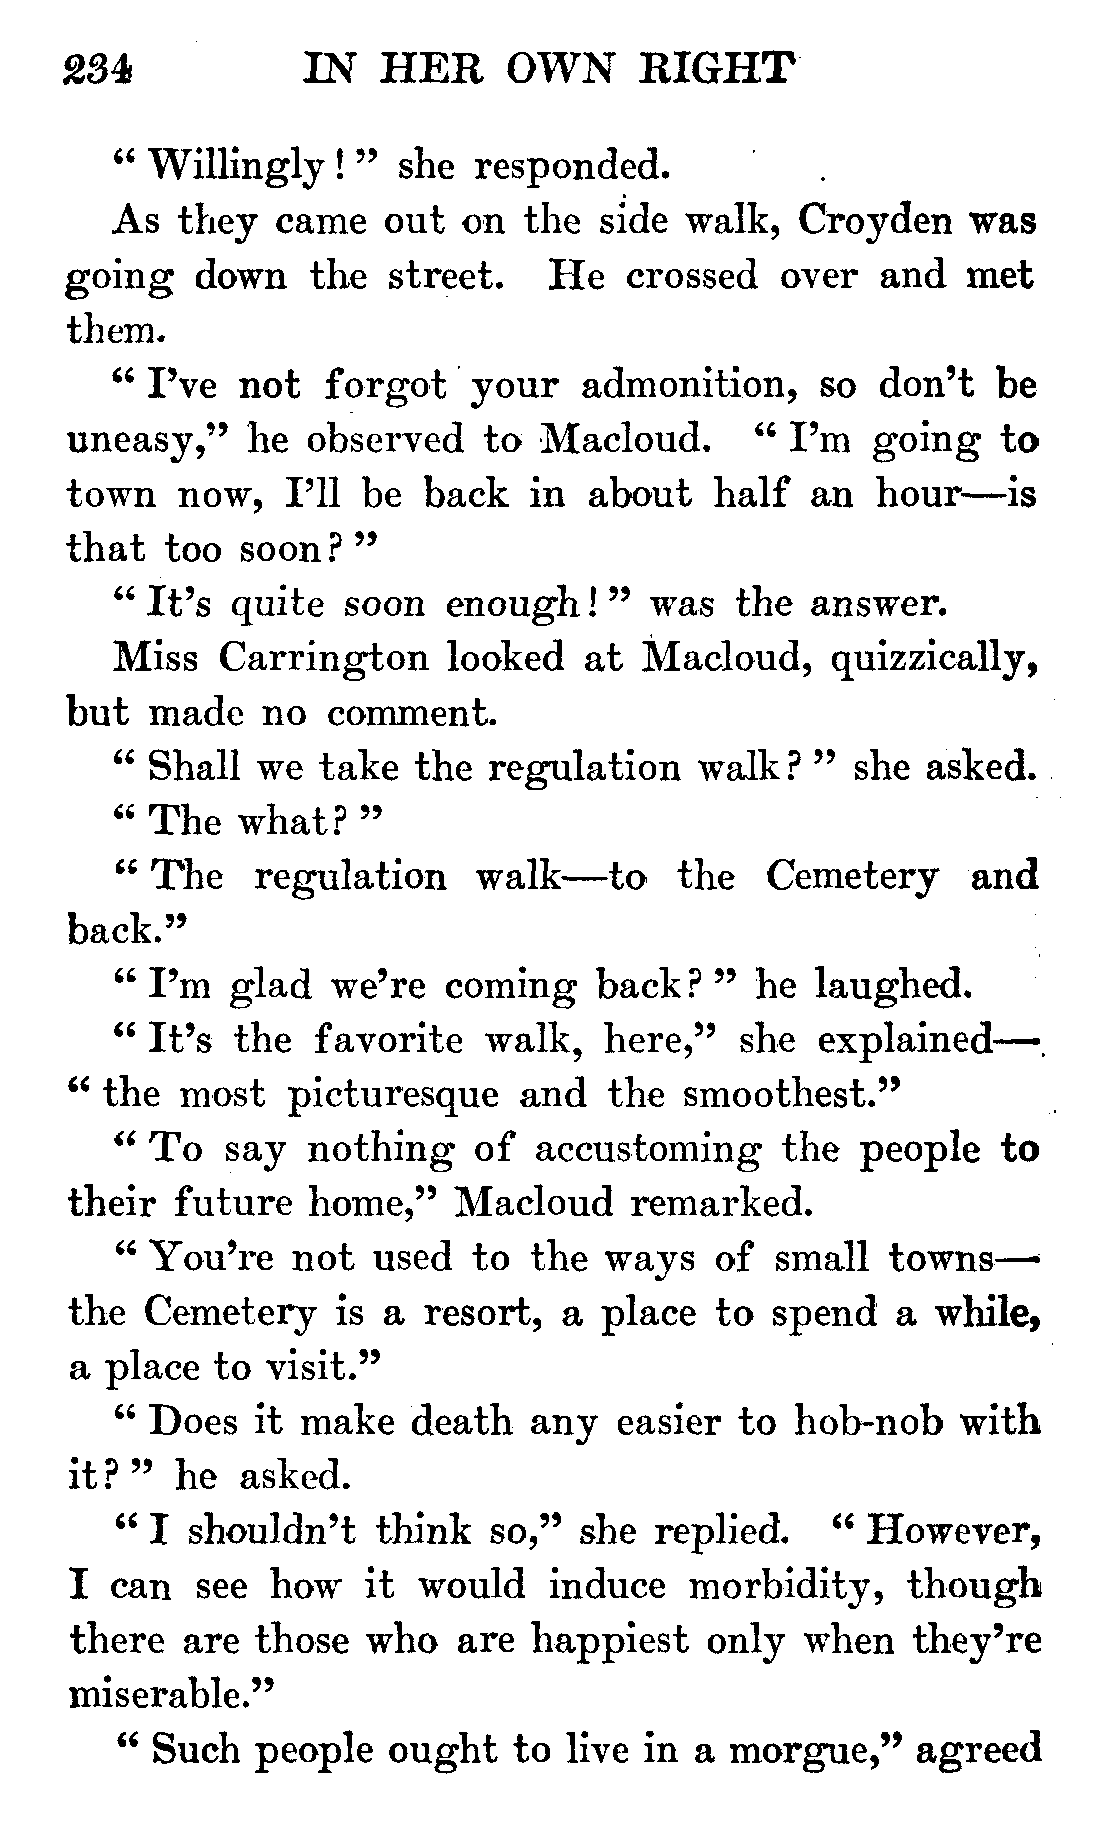 234 IN HER OWN RIGHT
“ Willingly ! ” she responded.
As they came out on the side walk, Croyden was
going down the street. He crossed over and met
them.
“ I’ve not forgot your admonition, so don’t be
uneasy,” he observed to Macloud. “ I’m going to
town now, I’ll be back in about half an hour—is
that too soon? ”
“ It’s quite soon enough! ” was the answer.
Miss Carrington looked at Macloud, quizzically,
but made no comment.
“ Shall we take the regulation walk? ” she asked.
“ The what? ”
“ The regulation walk—to the Cemetery and
back.”
“ I’m glad we’re coming back? ” he laughed.
“ It’s the favorite walk, here,” she explained—
“ the most picturesque and the smoothest.”
“ To say nothing of accustoming the people to
their future home,” Macloud remarked.
“ You’re not used to the ways of small towns—
the Cemetery is a resort, a place to spend a while,
a place to visit.”
“ Does it make death any easier to hob-nob with
it? ” he asked.
“ I shouldn’t think so,” she replied. “ However,
I can see how it would induce morbidity, though
there are those who are happiest only when they’re
miserable.”
“ Such people ought to live in a morgue,” agreed